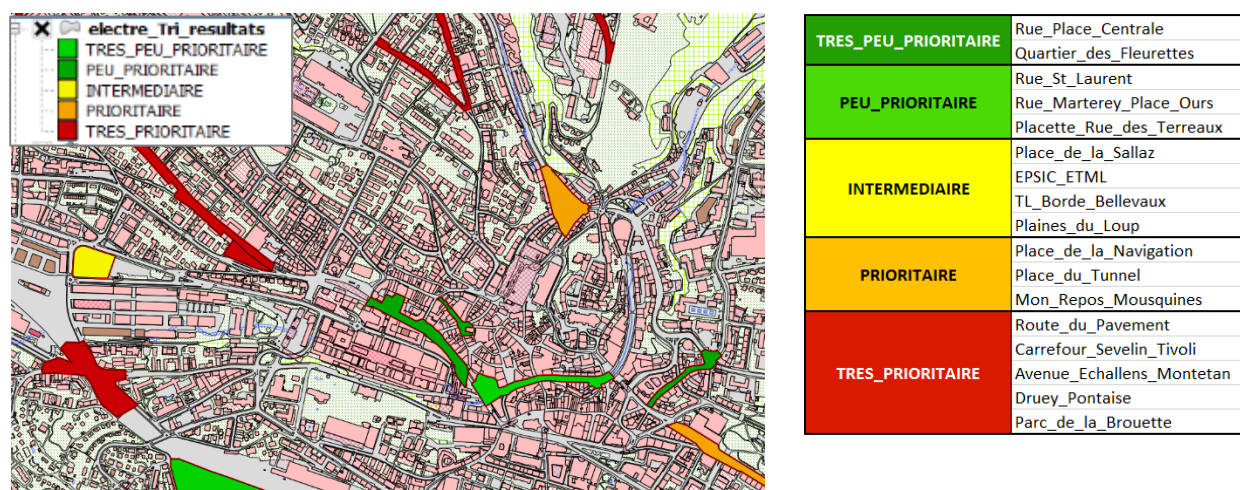 electre_Tri_resultats
TRES_PEU_PRIORITAIRE
PEU_PRIORITAIRE
INTERMEDIAIRE
PRIORITAIRE
TRES_PRIORITAIRE
TRES_PEU_PRIORITAIRE
Rue_Place_Centrale
Quartier_des_Fleurettes
PEU_PRIORITAIRE
Rue_St_Laurent
Rue_Marterey_Place_Ours
Placette_Rue_des_Terreaux
INTERMEDIAIRE
Place_de_la_Sallaz
EPSIC_ETML
TL_Borde_Bellevaux
Plaines_du_Loup
PRIORITAIRE
Place_de_la_Navigation
Place_du_Tunnel
Mon_Repos_Mousquines
TRES_PRIORITAIRE
Route_du_Pavement
Carrefour_Sevelin_Tivoli
Avenue_Echallens_Montetan
Druey_Pontaise
Parc_de_la_Brouette